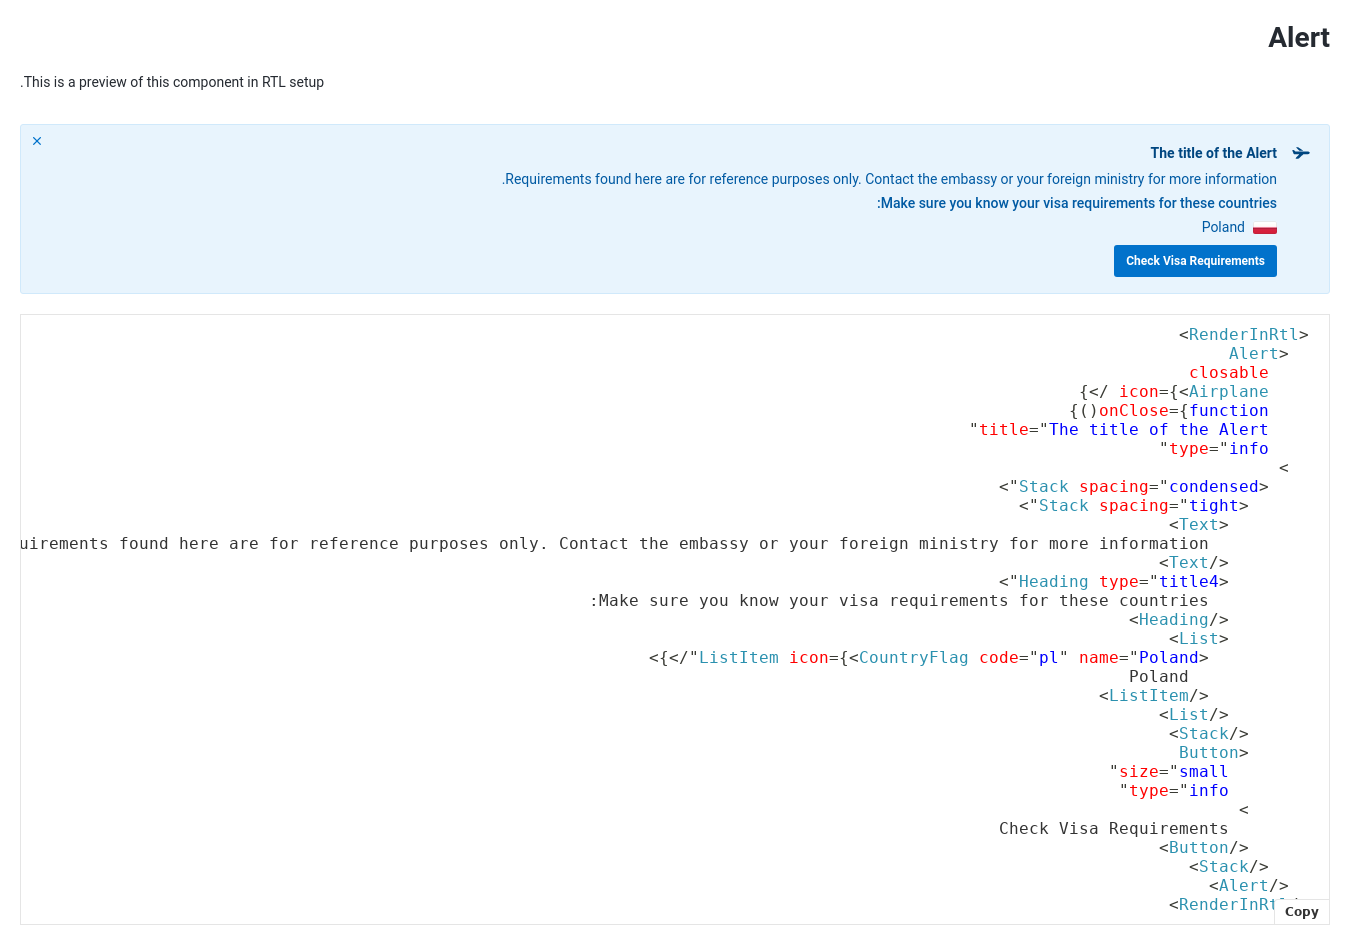 Alert
.This is a preview of this component in RTL setup
×
The title of the Alert
.Requirements found here are for reference purposes only. Contact the embassy or your foreign ministry for more information
:Make sure you know your visa requirements for these countries
Poland
Check Visa Requirements
<RenderInRtl>
Alert>
closable
{</ icon={<Airplane
{()onClose={function
"title="The title of the Alert
"type="info
<
<"Stack spacing="condensed>
<"Stack spacing="tight>
<Text>
found here are for reference purposes only. Contact the embassy or your foreign ministry for more information
<Text/>
<"Heading type="title4>
:Make sure you know your visa requirements for these countries
<Heading/>
<List>
<{</"ListItem icon={<CountryFlag code="pl" name="Poland>
Poland
<ListItem/>
<List/>
<Stack/>
Button>
"size="small
"type="info
<
Check Visa Requirements
<Button/>
<Stack/>
<Alert/>
<RenderInRtl/>
Copy